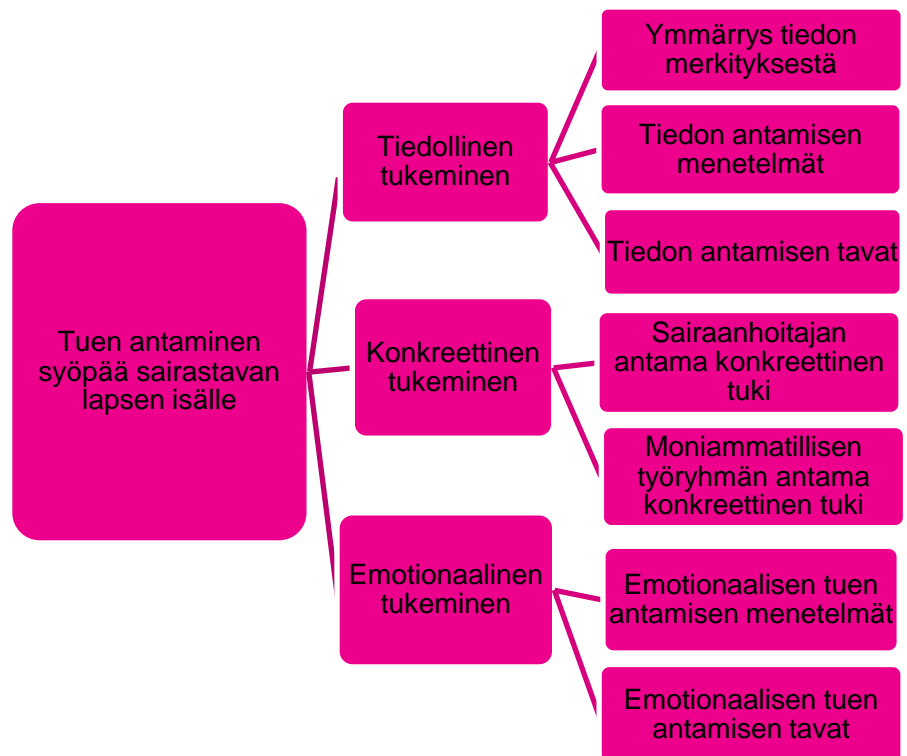 Tuen antaminen
syöpää sairastavan
lapsen isälle
Tiedollinen
tukeminen
Ymmärrys tiedon
merkityksestä
Tiedon antamisen
menetelmät
Tiedon antamisen tavat
Konkreettinen
tukeminen
Sairaanhoitajan
antama konkreettinen
tuki
Moniammatillisen
työryhmän antama
konkreettinen tuki
Emotionaalinen
tukeminen
Emotionaalisen tuen
antamisen menetelmät
Emotionaalisen tuen
antamisen tavat